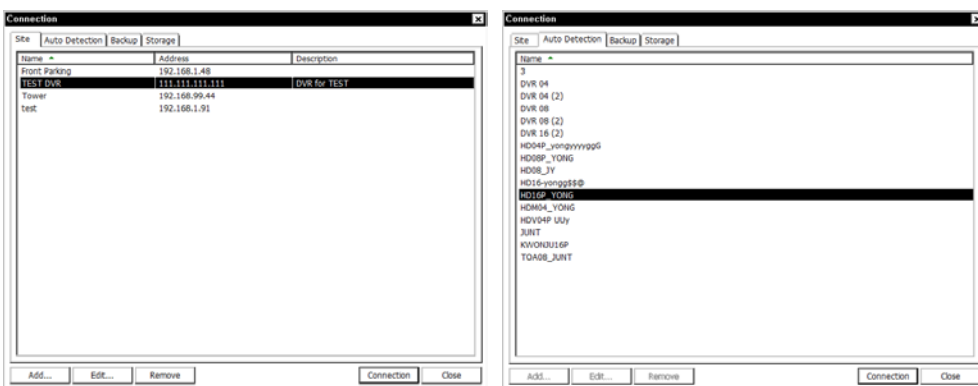 Connection
Site Auto Detection Backup Storage
Name Address Description
Front Parking 192.168.1.48
TEST DVR 111.111.111.111 DVR for TEST
Tower 192.168.99.44
test 192.168.1.91
Add... Edit... Remove Connection Close
Connection
Site Auto Detection Backup Storage
Name
3
DVR 04
DVR 04 (2)
DVR 08
DVR 08 (2)
DVR 16 (2)
HD04P_yongyyyyggG
HD08P_YONG
HD08_JY
HD16-yongg$$@
HD16P_YONG
HDM04_YONG
HDV04P UUy
JUNT
KWONJU16P
TOA08_JUNT
Add... Edit... Remove Connection Close